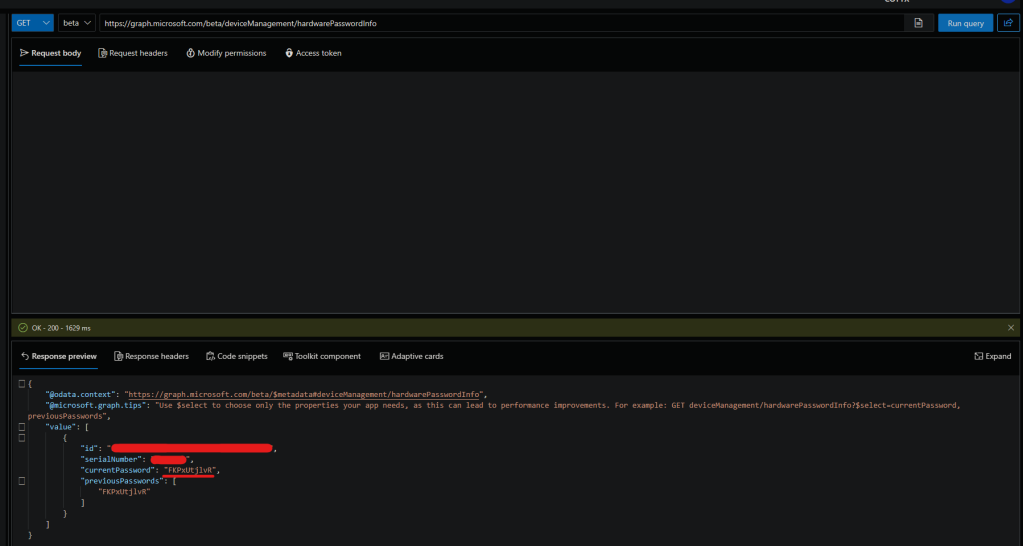 GET beta https://graph.microsoft.com/beta/deviceManagement/hardwarePasswordInfo Run query
Request body Request headers Modify permissions Access token
OK - 200 - 1629 ms
Response preview Response headers Code snippets Toolkit component Adaptive cards Expand
{
"@odata.context": "https://graph.microsoft.com/beta/$metadata#deviceManagement/hardwarePasswordInfo",
"@microsoft.graph.tips": "Use $select to choose only the properties your app needs, as this can lead to performance improvements. For example: GET deviceManagement/hardwarePasswordInfo?$select=currentPassword,
previousPasswords",
"value": [
{
"id": "
"serialNumber": ",
"currentPassword": "FKPxUtjlvR",
"previousPasswords": [
"FKPxUtjlvR"
]
}
]
}